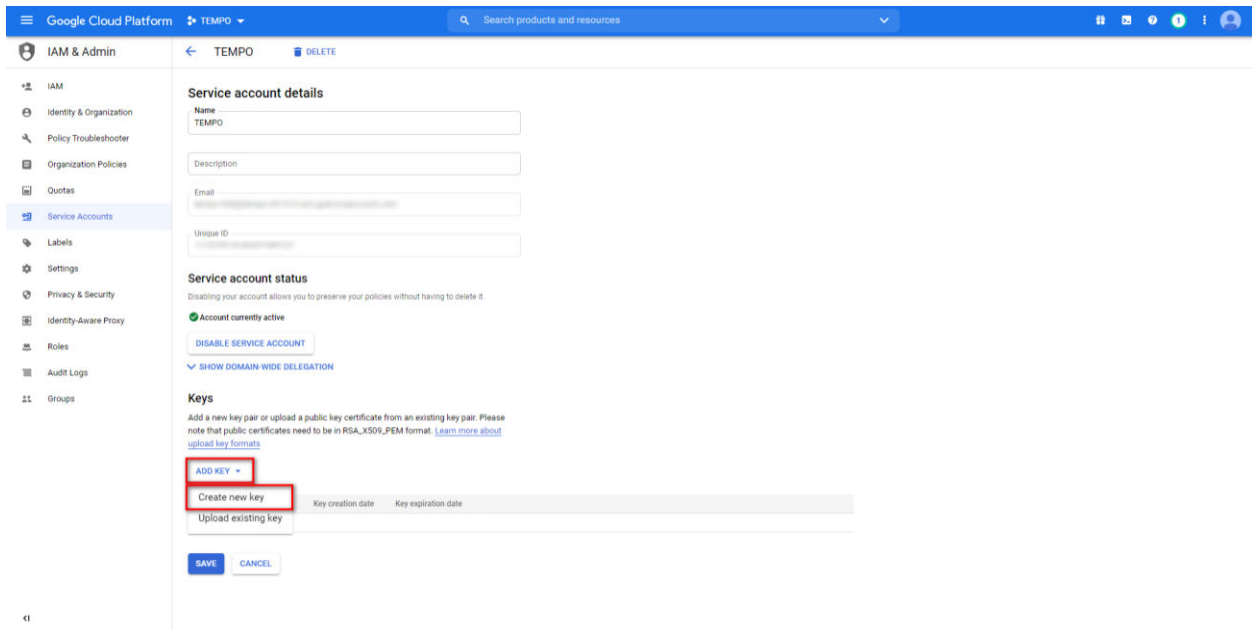 Google Cloud Platform TEMPO Search products and resources 1
IAM & Admin TEMPO DELETE
IAM
Identity & Organization
Policy Troubleshooter
Organization Policies
Quotas
Service Accounts
Labels
Settings
Privacy & Security
Identity-Aware Proxy
Roles
Audit Logs
Groups
Service account details
Name
TEMPO
Description
Email
Unique ID
Service account status
Disabling your account allows you to preserve your policies without having to delete it.
Account currently active
DISABLE SERVICE ACCOUNT
SHOW DOMAIN-WIDE DELEGATION
Keys
Add a new key pair or upload a public key certificate from an existing key pair. Please
note that public certificates need to be in RSA_X509_PEM format. Learn more about
upload key formats
ADD KEY
Create new key
Key creation date Key expiration date
Upload existing key
SAVE CANCEL